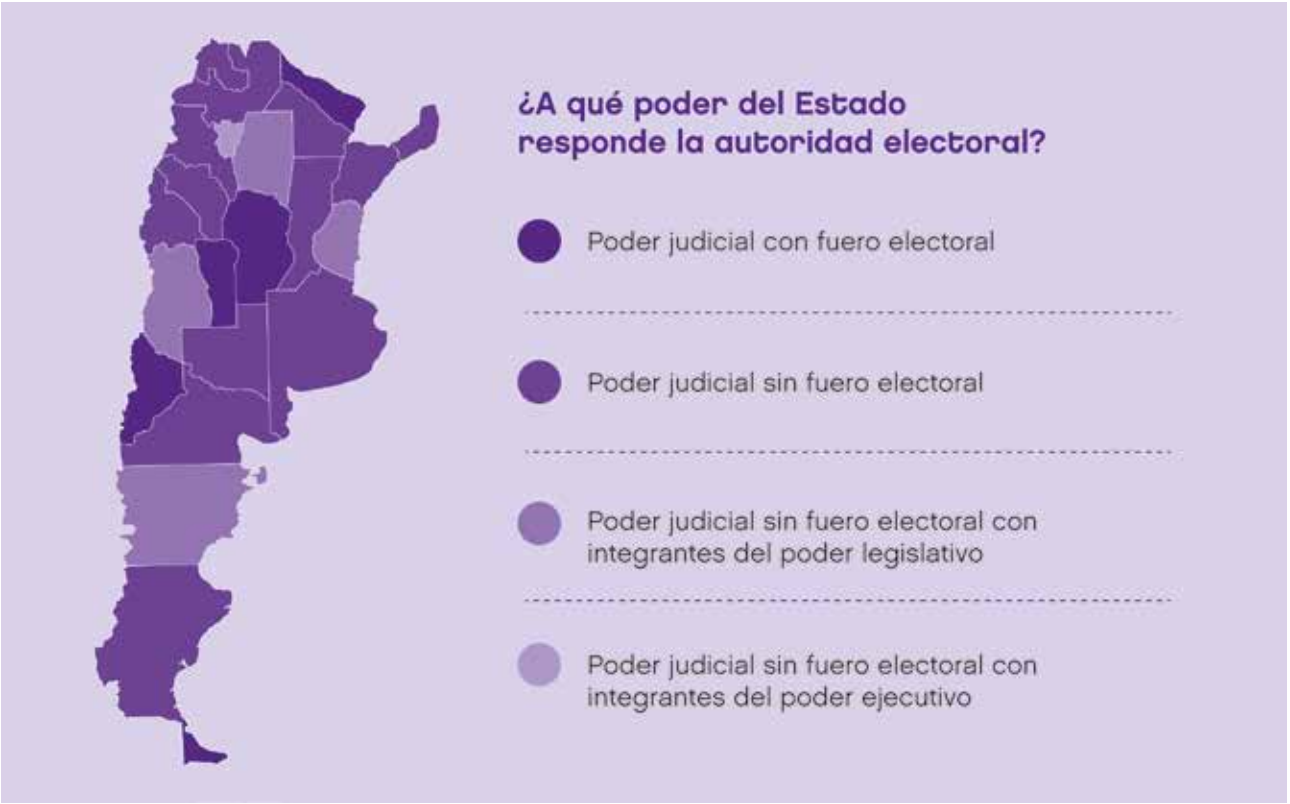 ¿A qué poder del Estado
responde la autoridad electoral?
Poder judicial con fuero electoral
Poder judicial sin fuero electoral
Poder judicial sin fuero electoral con
integrantes del poder legislativo
Poder judicial sin fuero electoral con
integrantes del poder ejecutivo